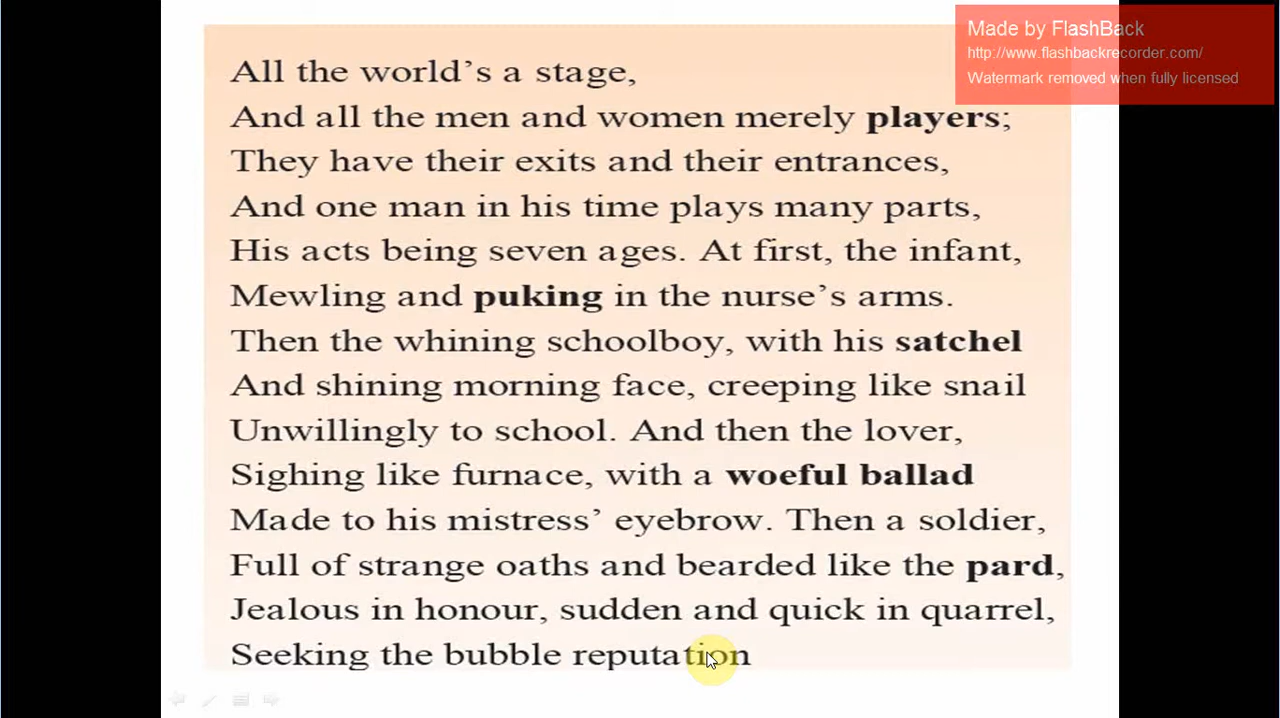 Made by FlashBack
http://www.flashbackrecorder.com/
Watermark removed when fully licensed
All the world’s a stage,
And all the men and women merely players;
They have their exits and their entrances,
And one man in his time plays many parts,
His acts being seven ages. At first, the infant,
Mewling and puking in the nurse’s arms.
Then the whining schoolboy, with his satchel
And shining morning face, creeping like snail
Unwillingly to school. And then the lover,
Sighing like furnace, with a woeful ballad
Made to his mistress’ eyebrow. Then a soldier,
Full of strange oaths and bearded like the pard,
Jealous in honour, sudden and quick in quarrel,
Seeking the bubble reputation